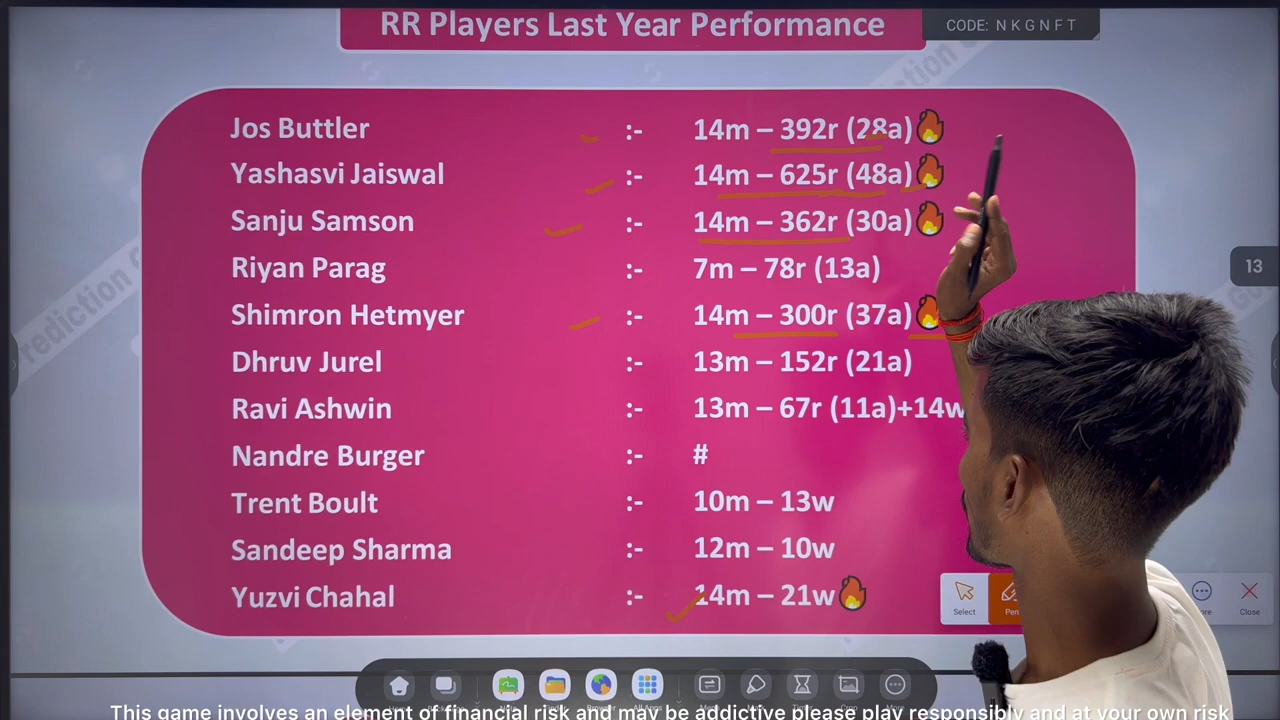 RR Players Last Year Performance
CODE: N K G N F T
Jos Buttler :- 14m – 392r (28a)
Yashasvi Jaiswal :- 14m – 625r (48a)
Sanju Samson :- 14m – 362r (30a)
Riyan Parag :- 7m – 78r (13a)
13
Shimron Hetmyer :- 14m – 300r (37a)
Dhruv Jurel :- 13m – 152r (21a)
Ravi Ashwin :- 13m – 67r (11a)+14w
Nandre Burger :- #
Trent Boult :- 10m – 13w
Sandeep Sharma :- 12m – 10w
Yuzvi Chahal :- 14m – 21w
Select Pen Close
This game involves an element of financial risk and may be addictive please play responsibly and at your own risk